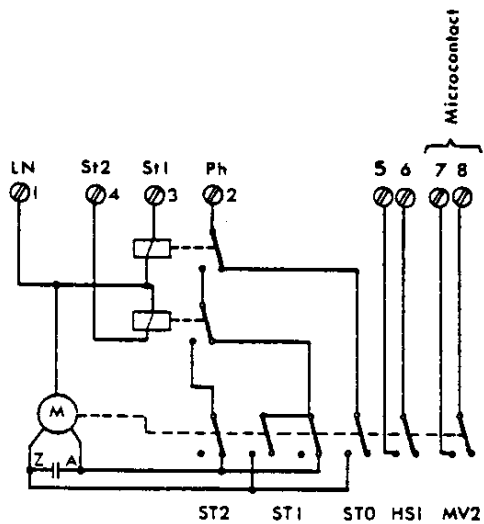 Microcontact
LN St2 St1 Ph 5 6 7 8
1 4 3 2
M
Z A
ST2 ST1 ST0 HS1 MV2